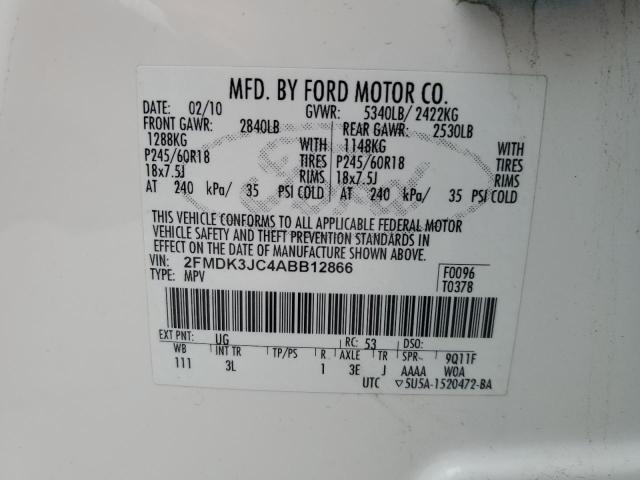 MFD. BY FORD MOTOR CO.
DATE: 02/10 GVWR: 5340LB/ 2422KG
FRONT GAWR: 2840LB REAR GAWR: 2530LB
1288KG WITH 1148KG WITH
P245/60R18 TIRES P245/60R18 TIRES
18x7.5J RIMS 18x7.5J RIMS
AT 240 kPa/ 35 PSI COLD AT 240 kPa/ 35 PSI COLD
THIS VEHICLE CONFORMS TO ALL APPLICABLE FEDERAL MOTOR
VEHICLE SAFETY AND THEFT PREVENTION STANDARDS IN
EFFECT ON THE DATE OF MANUFACTURE SHOWN ABOVE.
VIN: 2FMDK3JC4ABB12866 F0096
TYPE: MPV T0378
EXT PNT: UG RC: 53 DSO:
WB INT TR TP/PS R AXLE TR SPR 9Q11F
111 3L 1 3E J AAAA W0A
UTC 5U5A-1520472-BA